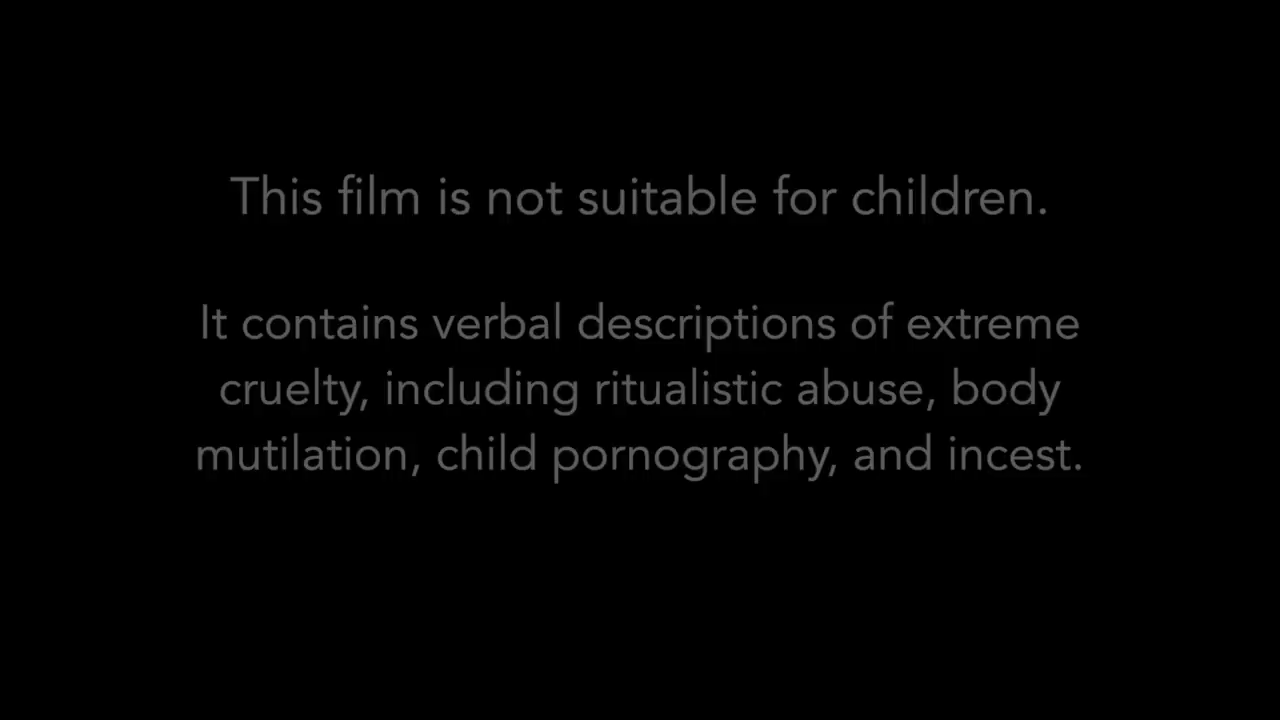 This film is not suitable for children.
It contains verbal descriptions of extreme
cruelty, including ritualistic abuse, body
mutilation, child pornography, and incest.